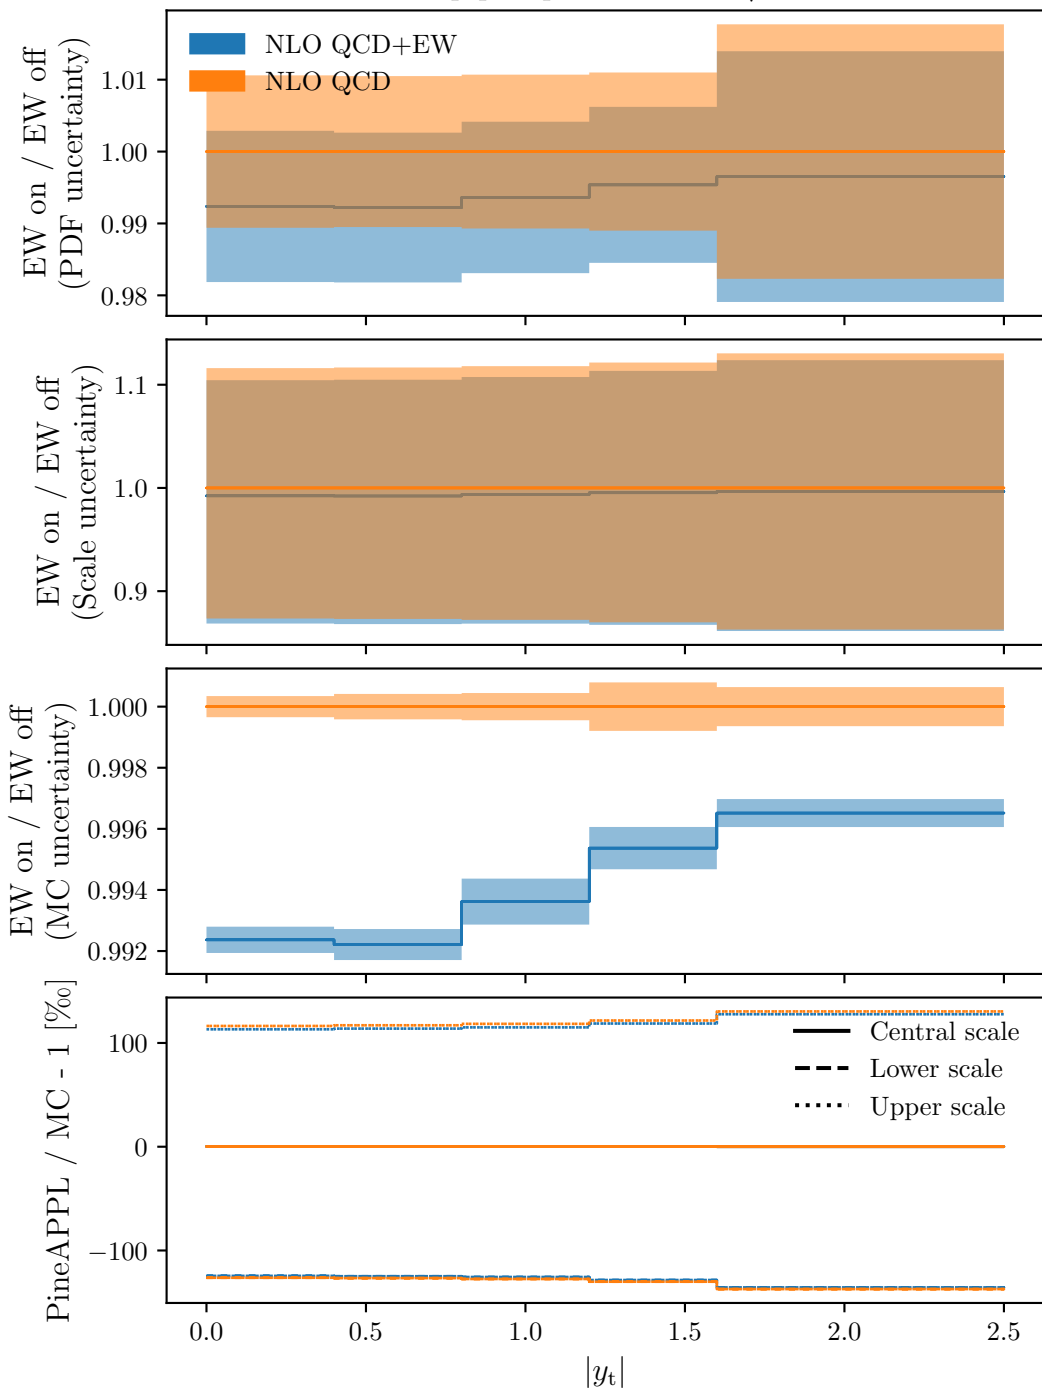 NLO QCD+EW
NLO QCD
EW on / EW off
(PDF uncertainty)
1.01
1.00
0.99
0.98
EW on / EW off
(Scale uncertainty)
1.1
1.0
0.9
EW on / EW off
(MC uncertainty)
1.000
0.998
0.996
0.994
0.992
PineAPPL / MC - 1 [‰]
100
0
−100
Central scale
Lower scale
Upper scale
0.0 0.5 1.0 1.5 2.0 2.5
|y_t|